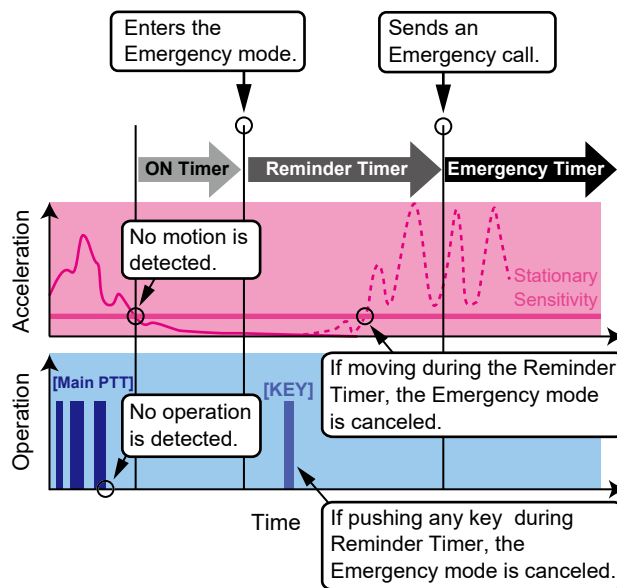 Enters the
Emergency mode.
Sends an
Emergency call.
ON Timer
Reminder Timer
Emergency Timer
Acceleration
No motion is
detected.
Stationary
Sensitivity
If moving during the Reminder
Timer, the Emergency mode
is canceled.
Operation
[Main PTT]
No operation
is detected.
[KEY]
Time
If pushing any key during
Reminder Timer, the
Emergency mode is canceled.